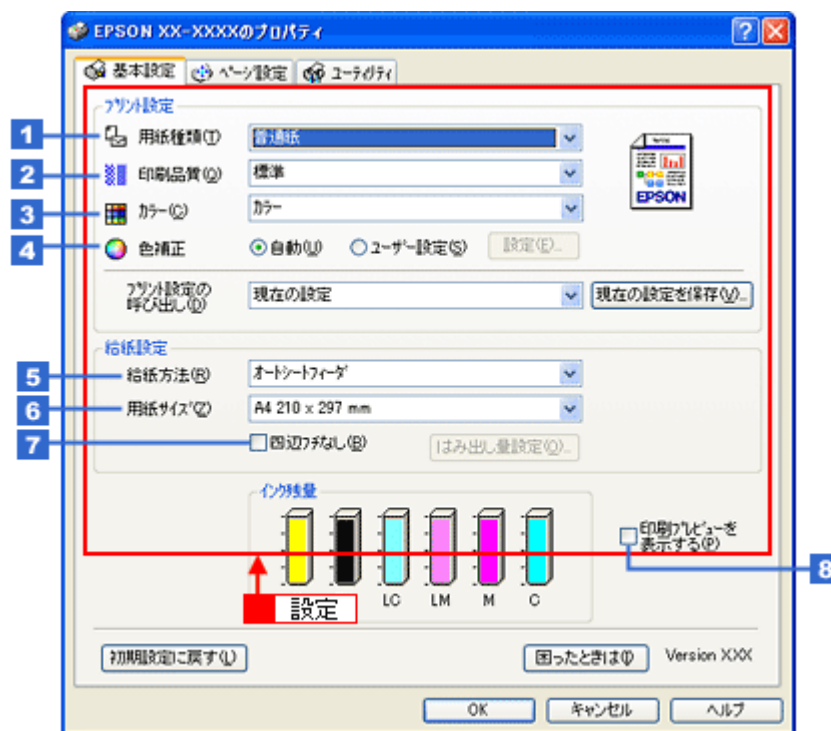 EPSON XX-XXXXのプロパティ
基本設定 ページ設定 ユーティリティ
プリント設定
1 用紙種類(T) 普通紙
2 印刷品質(Q) 標準
3 カラー(C) カラー
EPSON
4 色補正 自動(U) ユーザー設定(S) 設定(E)...
プリント設定の
呼び出し(D) 現在の設定 現在の設定を保存(V)...
給紙設定
5 給紙方法(R) オートシートフィーダ
6 用紙サイズ(Z) A4 210 x 297 mm
7 四辺フチなし(B) はみ出し量設定(O)...
インク残量
印刷プレビューを
表示する(P)
8
設定 LC LM M C
初期設定に戻す(L) 困ったときは(I) Version XXX
OK キャンセル ヘルプ